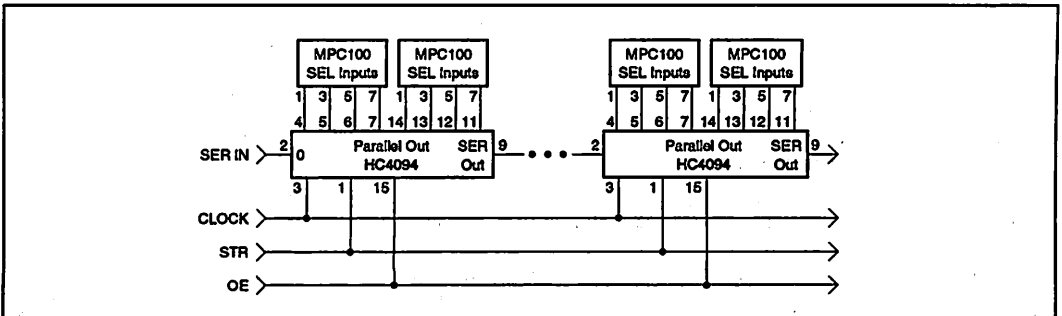 MPC100 MPC100 MPC100 MPC100
SEL Inputs SEL Inputs SEL Inputs SEL Inputs
1 3 5 7 1 3 5 7 1 3 5 7 1 3 5 7
4 5 6 7 14 13 12 11 4 5 6 7 14 13 12 11
SER IN 2 0 Parallel Out SER 9 2 Parallel Out SER 9
HC4094 Out HC4094 Out
3 1 15 3 1 15
CLOCK
STR
OE